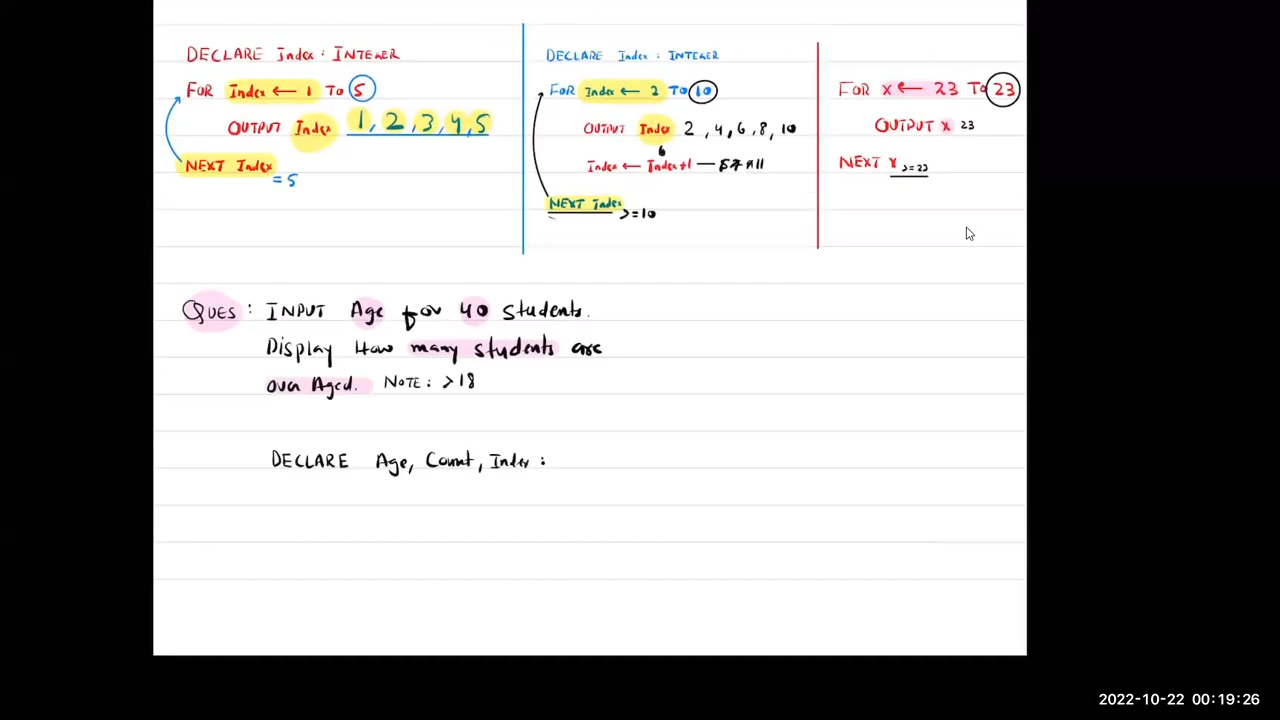 DECLARE Index : INTEGER
FOR Index ← 1 TO 5
OUTPUT Index 1, 2, 3, 4, 5
NEXT Index
= 5
DECLARE Index : INTEGER
FOR Index ← 2 TO 10
OUTPUT Index 2, 4, 6, 8, 10
Index ← Index+1 — 11
NEXT Index >=10
FOR x ← 23 TO 23
OUTPUT x 23
NEXT x >=23
QUES : INPUT Age for 40 students.
Display How many students are
over Aged. NOTE : >18
DECLARE Age, Count, Index :
2022-10-22 00:19:26